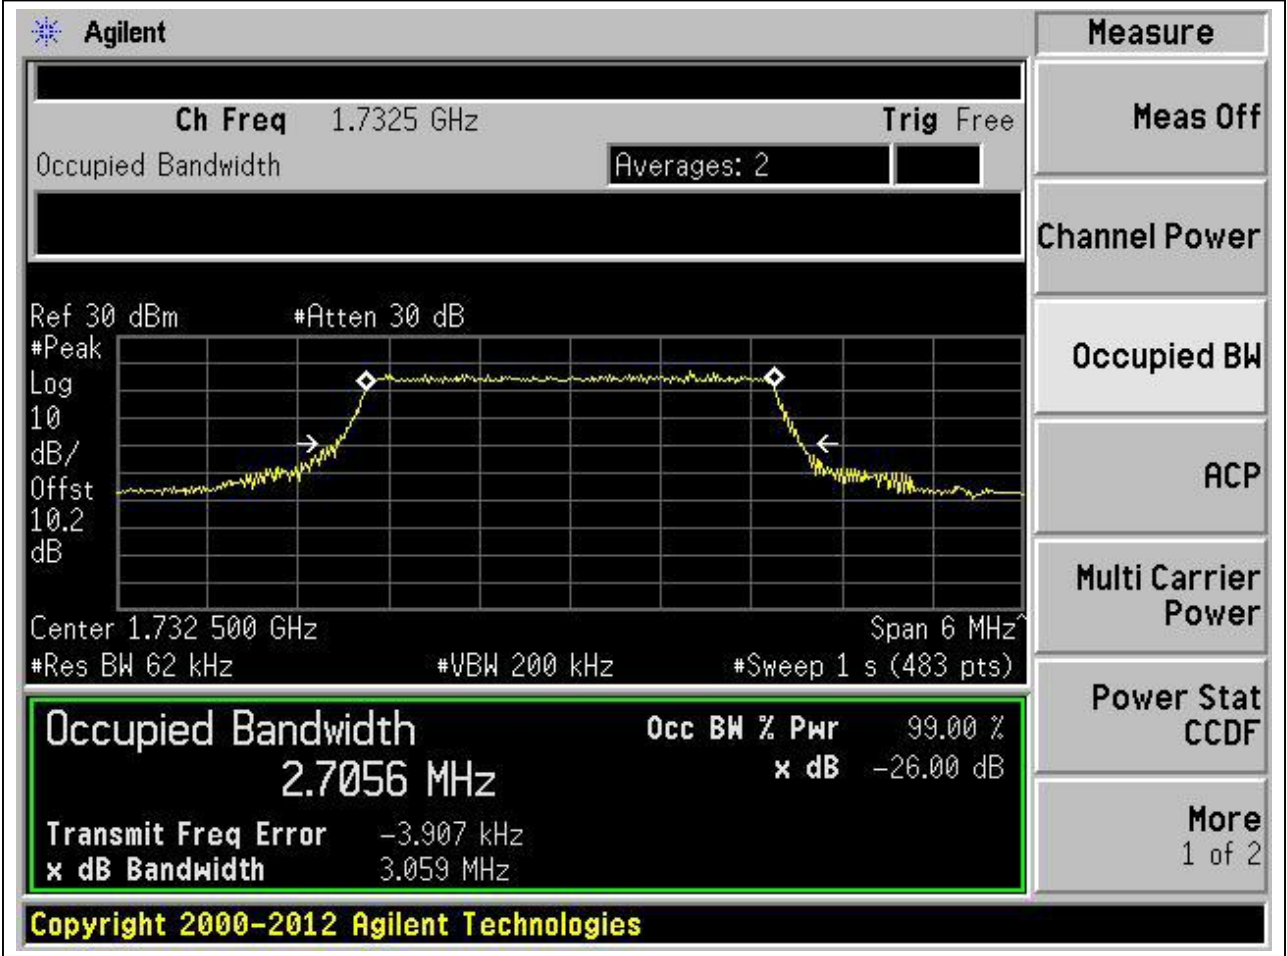 Agilent
Measure
Ch Freq 1.7325 GHz Trig Free
Occupied Bandwidth Averages: 2
Meas Off
Channel Power
Occupied BW
ACP
Multi Carrier
Power
Power Stat
CCDF
More
1 of 2
Ref 30 dBm #Atten 30 dB
#Peak
Log
10
dB/
Offst
10.2
dB
Center 1.732 500 GHz Span 6 MHz^
#Res BW 62 kHz #VBW 200 kHz #Sweep 1 s (483 pts)
Occupied Bandwidth Occ BW % Pwr 99.00 %
2.7056 MHz x dB -26.00 dB
Transmit Freq Error -3.907 kHz
x dB Bandwidth 3.059 MHz
Copyright 2000-2012 Agilent Technologies